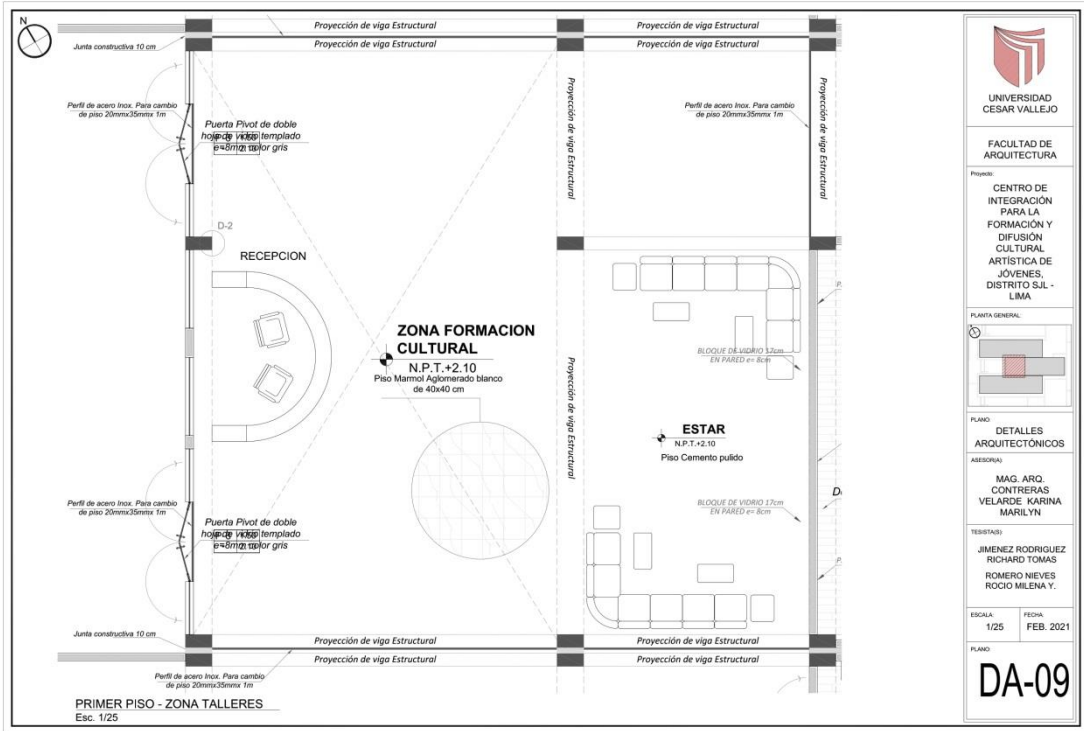 N
Proyección de viga Estructural
Proyección de viga Estructural
Junta constructiva 10 cm
Proyección de viga Estructural
Proyección de viga Estructural
Perfil de acero Inox. Para cambio
de piso 20mmx35mmx 1m
Puerta Pivot de doble
hoja de vidrio templado
e=8mm color gris
Proyección de viga Estructural
Perfil de acero Inox. Para cambio
de piso 20mmx35mmx 1m
Proyección de viga Estructural
D-2
RECEPCION
ZONA FORMACION
CULTURAL
N.P.T.+2.10
Piso Marmol Aglomerado blanco
de 40x40 cm
Proyección de viga Estructural
BLOQUE DE VIDRIO 17cm
EN PARED e= 8cm
ESTAR
N.P.T.+2.10
Piso Cemento pulido
BLOQUE DE VIDRIO 17cm
EN PARED e= 8cm
Perfil de acero Inox. Para cambio
de piso 20mmx35mmx 1m
Puerta Pivot de doble
hoja de vidrio templado
e=8mm color gris
Junta constructiva 10 cm
Proyección de viga Estructural
Proyección de viga Estructural
Proyección de viga Estructural
Proyección de viga Estructural
Perfil de acero Inox. Para cambio
de piso 20mmx35mmx 1m
PRIMER PISO - ZONA TALLERES
Esc. 1/25
UNIVERSIDAD
CESAR VALLEJO
FACULTAD DE
ARQUITECTURA
Proyecto:
CENTRO DE
INTEGRACIÓN
PARA LA
FORMACIÓN Y
DIFUSIÓN
CULTURAL
ARTÍSTICA DE
JÓVENES,
DISTRITO SJL -
LIMA
PLANTA GENERAL:
PLANO:
DETALLES
ARQUITECTÓNICOS
ASESOR(A):
MAG. ARQ.
CONTRERAS
VELARDE KARINA
MARILYN
TESISTA(S):
JIMENEZ RODRIGUEZ
RICHARD TOMAS
ROMERO NIEVES
ROCIO MILENA Y.
ESCALA:
1/25
FECHA:
FEB. 2021
PLANO:
DA-09